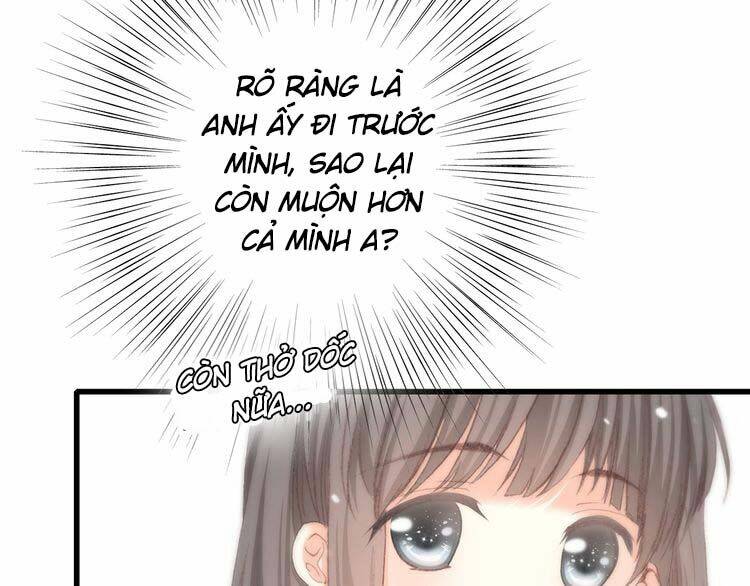 RÕ RÀNG LÀ
ANH ẤY ĐI TRƯỚC
MÌNH, SAO LẠI
CÒN MUỘN HƠN
CẢ MÌNH A?
CÒN THỞ DỐC
NỮA...